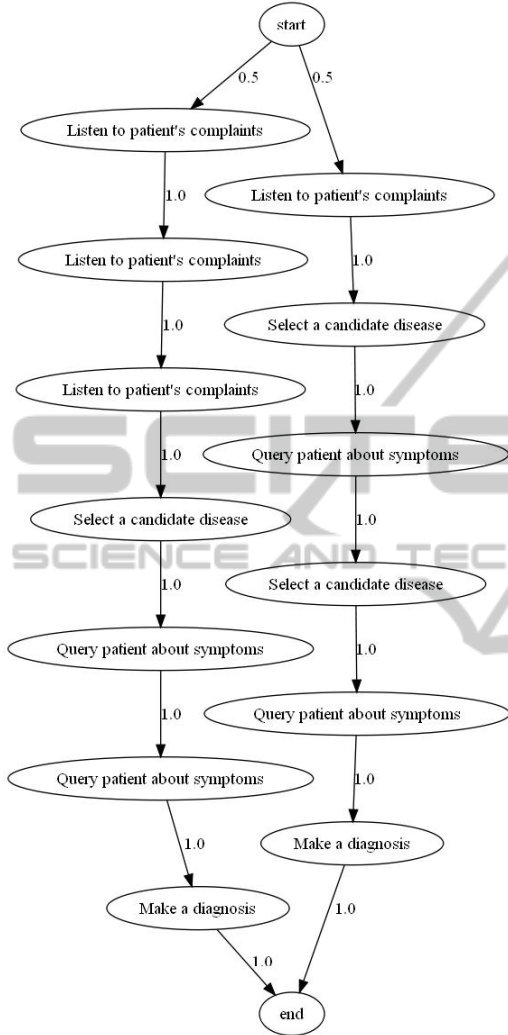 start
0.5
0.5
Listen to patient's complaints
Listen to patient's complaints
1.0
Listen to patient's complaints
1.0
Select a candidate disease
1.0
Listen to patient's complaints
1.0
Query patient about symptoms
1.0
Select a candidate disease
1.0
Select a candidate disease
1.0
Query patient about symptoms
1.0
Query patient about symptoms
1.0
Query patient about symptoms
1.0
Make a diagnosis
1.0
Make a diagnosis
1.0
1.0
end
SCITE
SCIENCE AND TEC